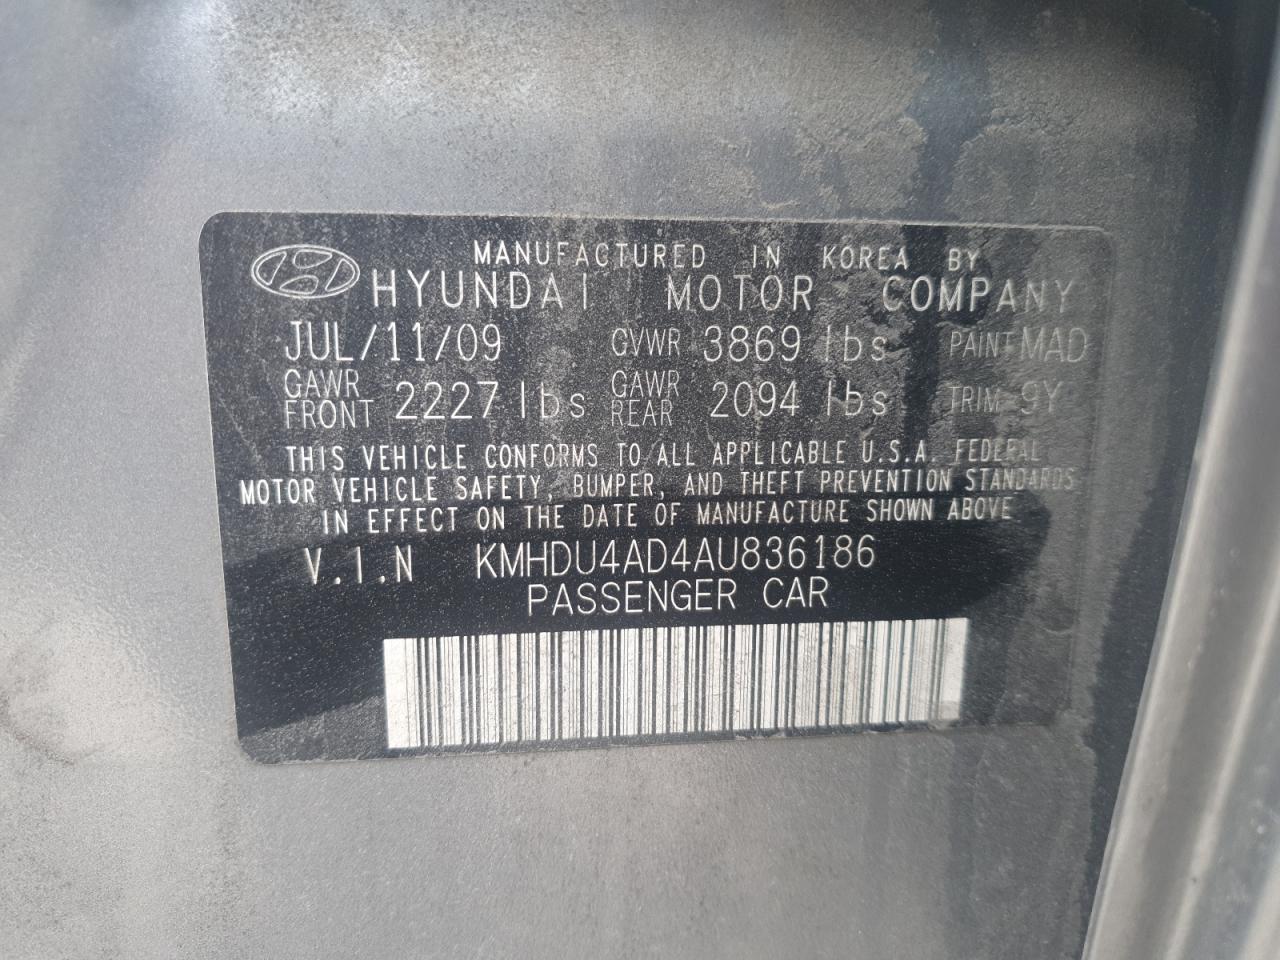 MANUFACTURED IN KOREA BY
HYUNDAI MOTOR COMPANY
JUL/11/09 GVWR 3869 lbs PAINT MAD
GAWR FRONT 2227 lbs GAWR REAR 2094 lbs TRIM 9Y
THIS VEHICLE CONFORMS TO ALL APPLICABLE U.S.A. FEDERAL
MOTOR VEHICLE SAFETY, BUMPER, AND THEFT PREVENTION STANDARDS
IN EFFECT ON THE DATE OF MANUFACTURE SHOWN ABOVE
V.I.N KMHDU4AD4AU836186
PASSENGER CAR